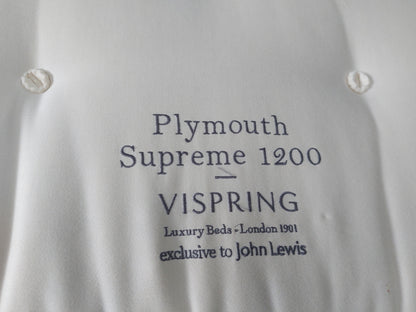 Plymouth
Supreme 1200
VISPRING
Luxury Beds - London 1901
exclusive to John Lewis